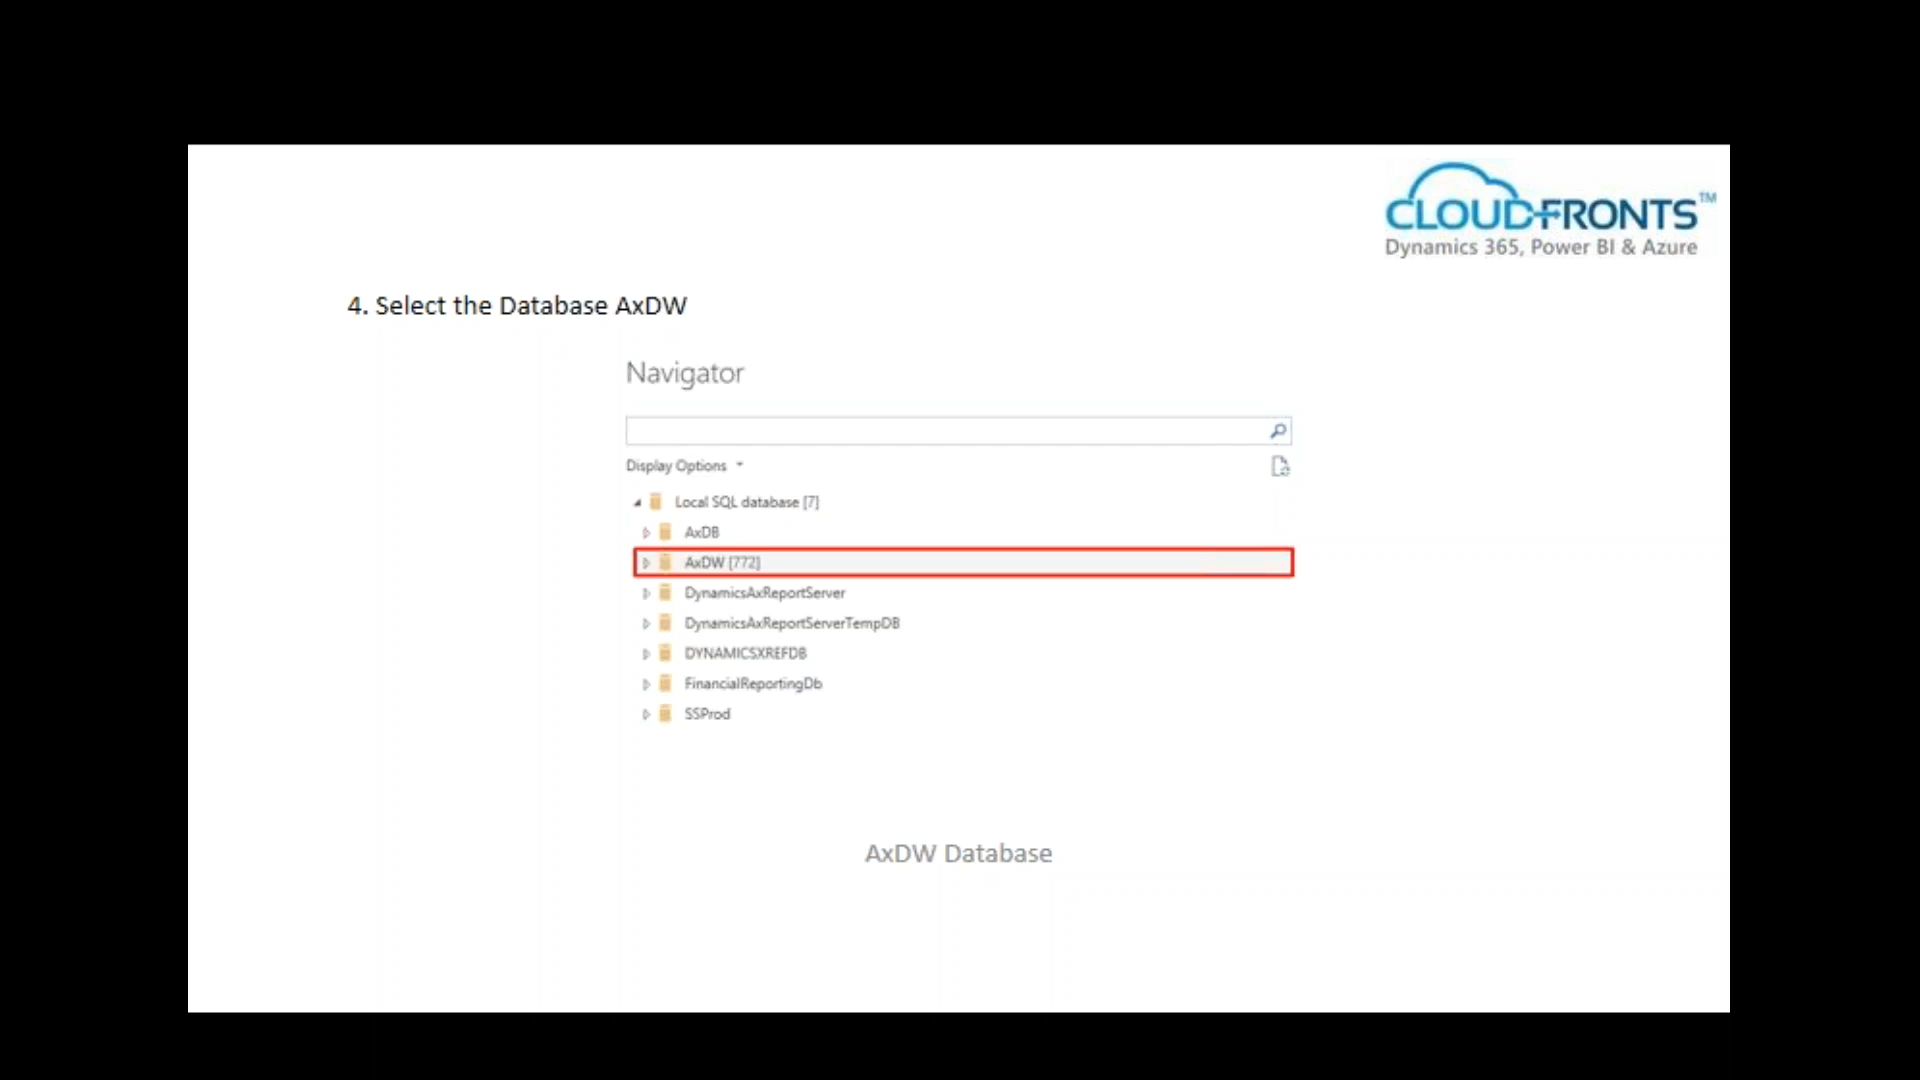 CLOUDFRONTS™
Dynamics 365, Power BI & Azure
4. Select the Database AxDW
Navigator
Display Options
Local SQL database [7]
AxDB
AxDW [772]
DynamicsAxReportServer
DynamicsAxReportServerTempDB
DYNAMICSXREFDB
FinancialReportingDb
SSProd
AxDW Database